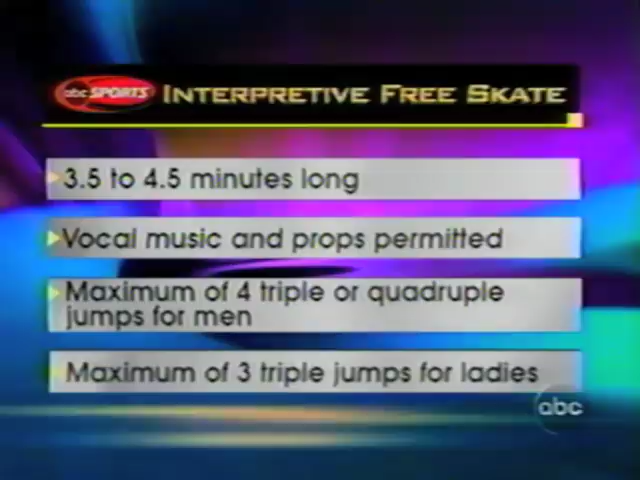 abc SPORTS INTERPRETIVE FREE SKATE
3.5 to 4.5 minutes long
Vocal music and props permitted
Maximum of 4 triple or quadruple
jumps for men
Maximum of 3 triple jumps for ladies
abc